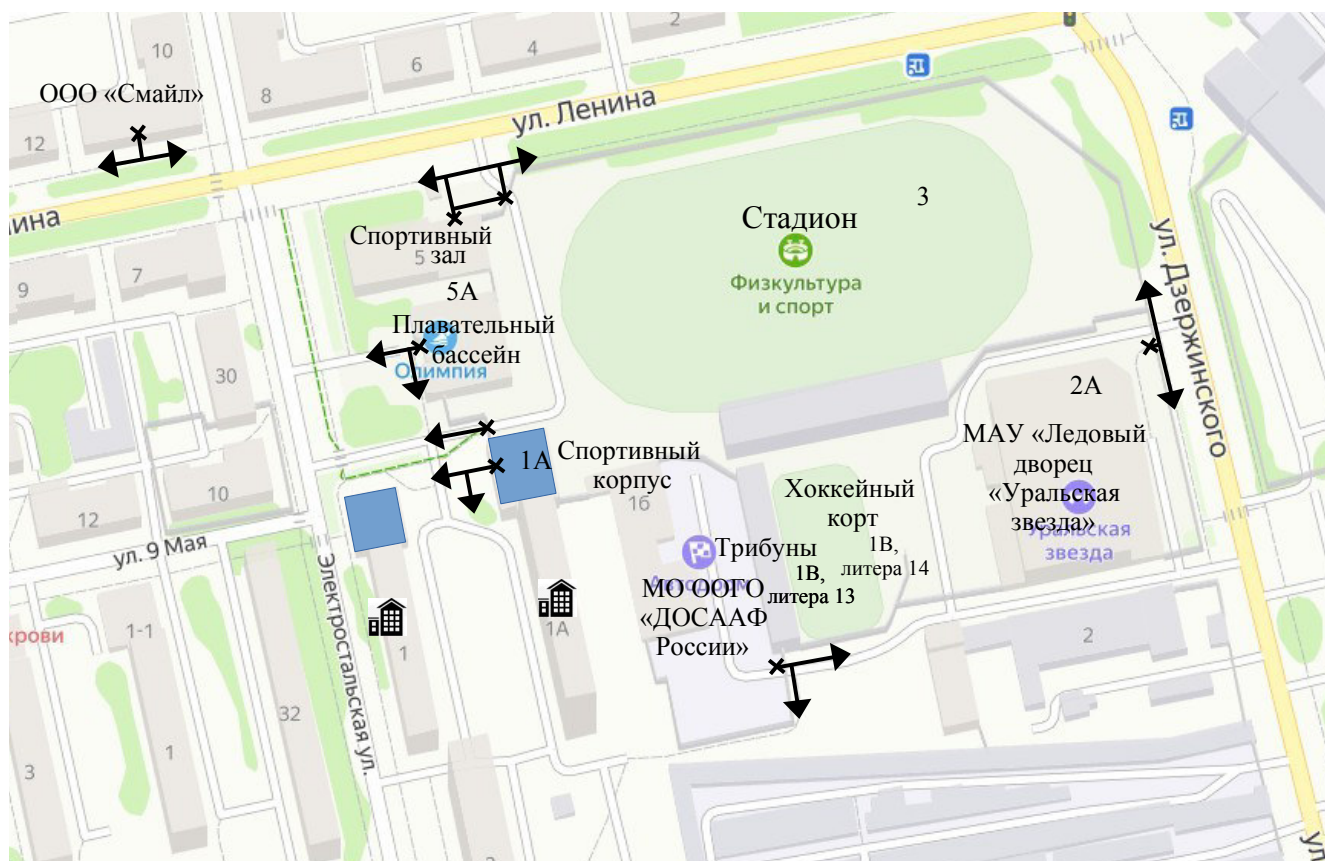 2
10
4
6
ООО «Смайл»
8
12
ул. Ленина
ина
3
Стадион
Спортивный
зал
5
7
9
Физкультура
и спорт
ул. Дзержинского
5А
Плавательный
бассейн
Олимпия
30
2А
МАУ «Ледовый
дворец
«Уральская
звезда»
Уральская
звезда
1А
Спортивный
корпус
10
12
1б
Хоккейный
корт
1В,
литера 14
ул. 9 Мая
Трибуны
1В,
литера 13
Автодром
МО ООГО
«ДОСААФ
России»
Электростальская ул.
крови
1-1
1
1А
2
32
1
3
ул